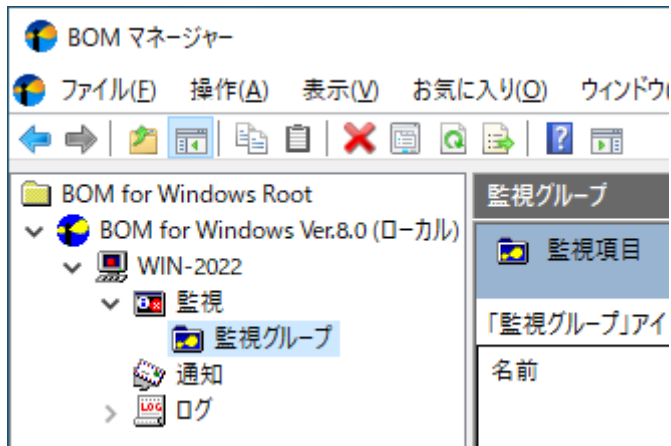 BOM マネージャー
ファイル(F) 操作(A) 表示(V) お気に入り(O) ウィンドウ(
BOM for Windows Root
BOM for Windows Ver.8.0 (ローカル)
WIN-2022
監視
監視グループ
通知
LOG ログ
監視グループ
監視項目
「監視グループ」アイ
名前